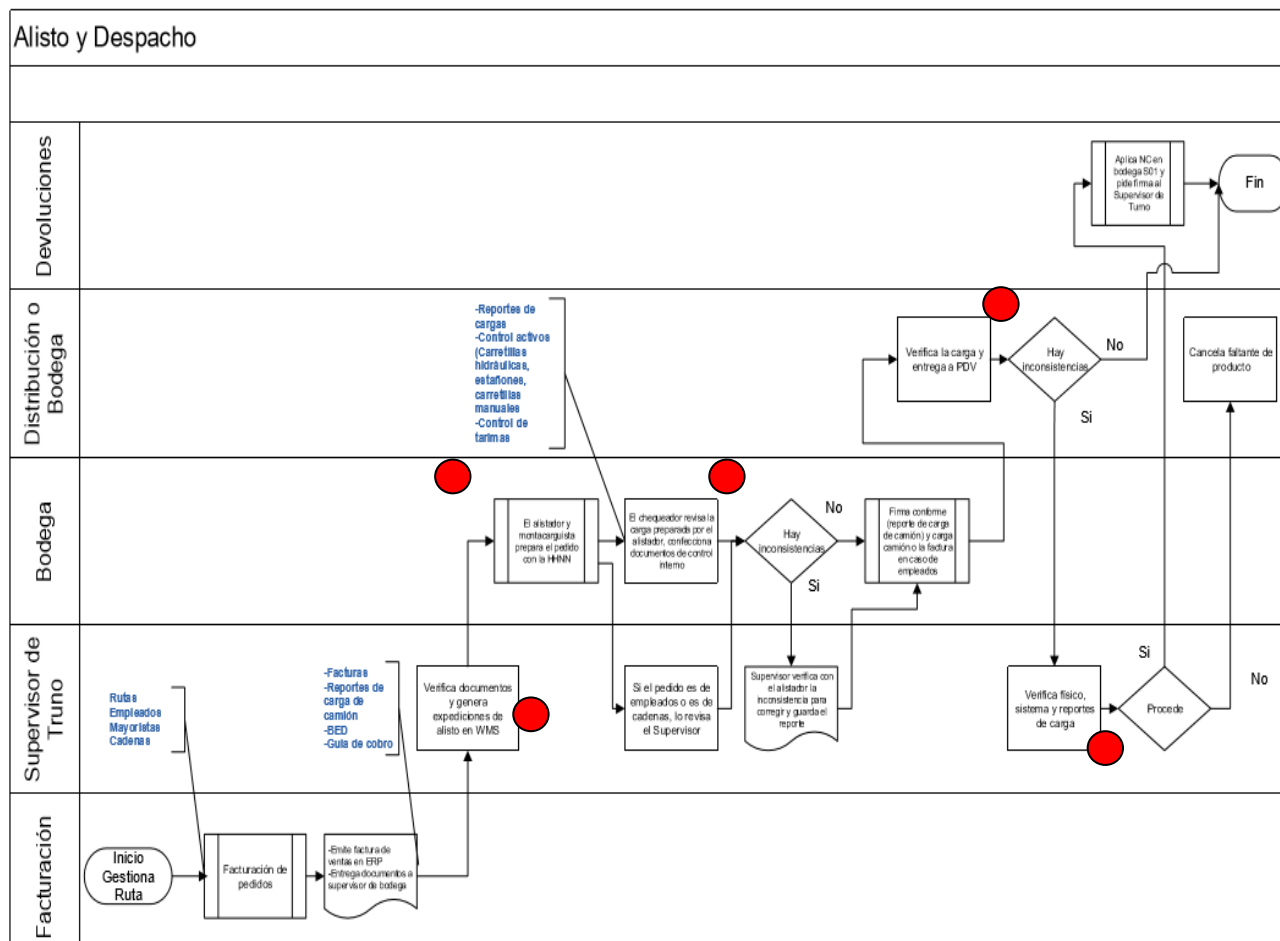 Alisto y Despacho
Devoluciones
Aplica NC en
bodega S01 y
pide firma al
Supervisor de
Turno
Fin
Distribución o
Bodega
-Reportes de
cargas
-Control activos
(Carretillas
hidráulicas,
estañones,
carretillas
manuales
-Control de
tarimas
Verifica la carga y
entrega a PDV
Hay
inconsistencias
No
Si
Cancela faltante de
producto
Bodega
El alistador y
montacarguista
prepara el pedido
con la HHNN
El chequeador revisa la
carga preparada por el
alistador, confecciona
documentos de control
interno
Hay
inconsistencias
No
Si
Firma conforme
(reporte de carga
de camión) y carga
camión o la factura
en caso de
empleados
Supervisor de
Truno
Rutas
Empleados
Mayoristas
Cadenas
-Facturas
-Reportes de
carga de
camión
-BED
-Guía de cobro
Verifica documentos
y genera
expediciones de
alisto en WMS
Si el pedido es de
empleados o es de
cadenas, lo revisa
el Supervisor
Supervisor verifica con
el alistador la
inconsistencia para
corregir y guarda el
reporte
Verifica físico,
sistema y reportes
de carga
Si
Procede
No
Facturación
Inicio
Gestiona
Ruta
Facturación de
pedidos
-Emite factura de
ventas en ERP
-Entrega documentos a
supervisor de bodega